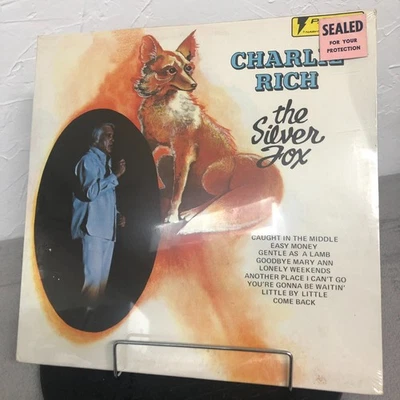 SEALED
FOR YOUR
PROTECTION
CHARLIE
RICH
the
Silver
Fox
CAUGHT IN THE MIDDLE
EASY MONEY
GENTLE AS A LAMB
GOODBYE MARY ANN
LONELY WEEKENDS
ANOTHER PLACE I CAN'T GO
YOU'RE GONNA BE WAITIN'
LITTLE BY LITTLE
COME BACK